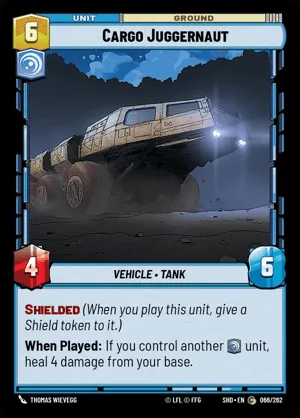 UNIT GROUND
6 CARGO JUGGERNAUT
4 6
VEHICLE • TANK
SHIELDED (When you play this unit, give a
Shield token to it.)
When Played: If you control another unit,
heal 4 damage from your base.
THOMAS WIEVEGG © LFL © FFG SHD • EN C 066/262